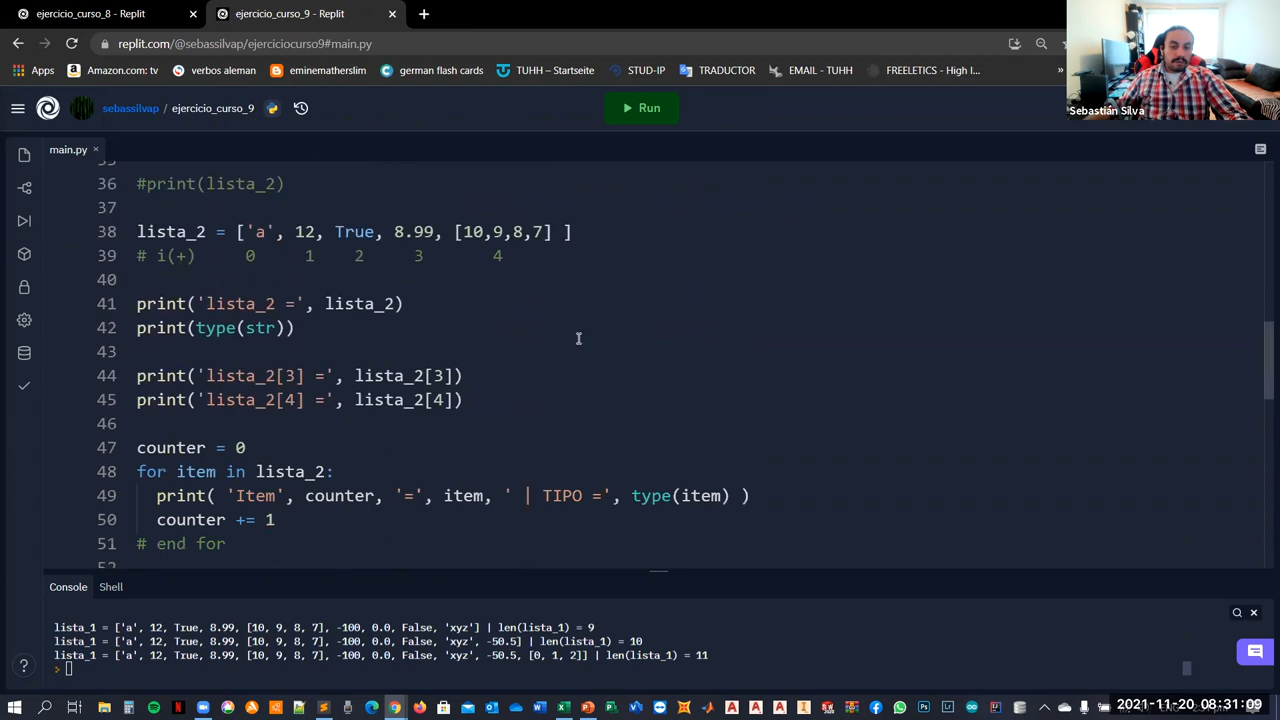 ejercicio_curso_8 - Replit
ejercicio_curso_9 - Replit
replit.com/@sebassilvap/ejerciciocurso9#main.py
Apps
Amazon.com: tv
verbos aleman
eminematherslim
german flash cards
TUHH – Startseite
STUD-IP
TRADUCTOR
EMAIL - TUHH
FREELETICS - High I...
»
Sebastián Silva
sebassilvap / ejercicio_curso_9
Run
main.py
35
36 #print(lista_2)
37
38 lista_2 = ['a', 12, True, 8.99, [10,9,8,7] ]
39 # i(+) 0 1 2 3 4
40
41 print('lista_2 =', lista_2)
42 print(type(str))
43
44 print('lista_2[3] =', lista_2[3])
45 print('lista_2[4] =', lista_2[4])
46
47 counter = 0
48 for item in lista_2:
49 print( 'Item', counter, '=', item, ' | TIPO =', type(item) )
50 counter += 1
51 # end for
52
Console
Shell
lista_1 = ['a', 12, True, 8.99, [10, 9, 8, 7], -100, 0.0, False, 'xyz'] | len(lista_1) = 9
lista_1 = ['a', 12, True, 8.99, [10, 9, 8, 7], -100, 0.0, False, 'xyz', -50.5] | len(lista_1) = 10
lista_1 = ['a', 12, True, 8.99, [10, 9, 8, 7], -100, 0.0, False, 'xyz', -50.5, [0, 1, 2]] | len(lista_1) = 11
>
2021-11-20 08:31:09